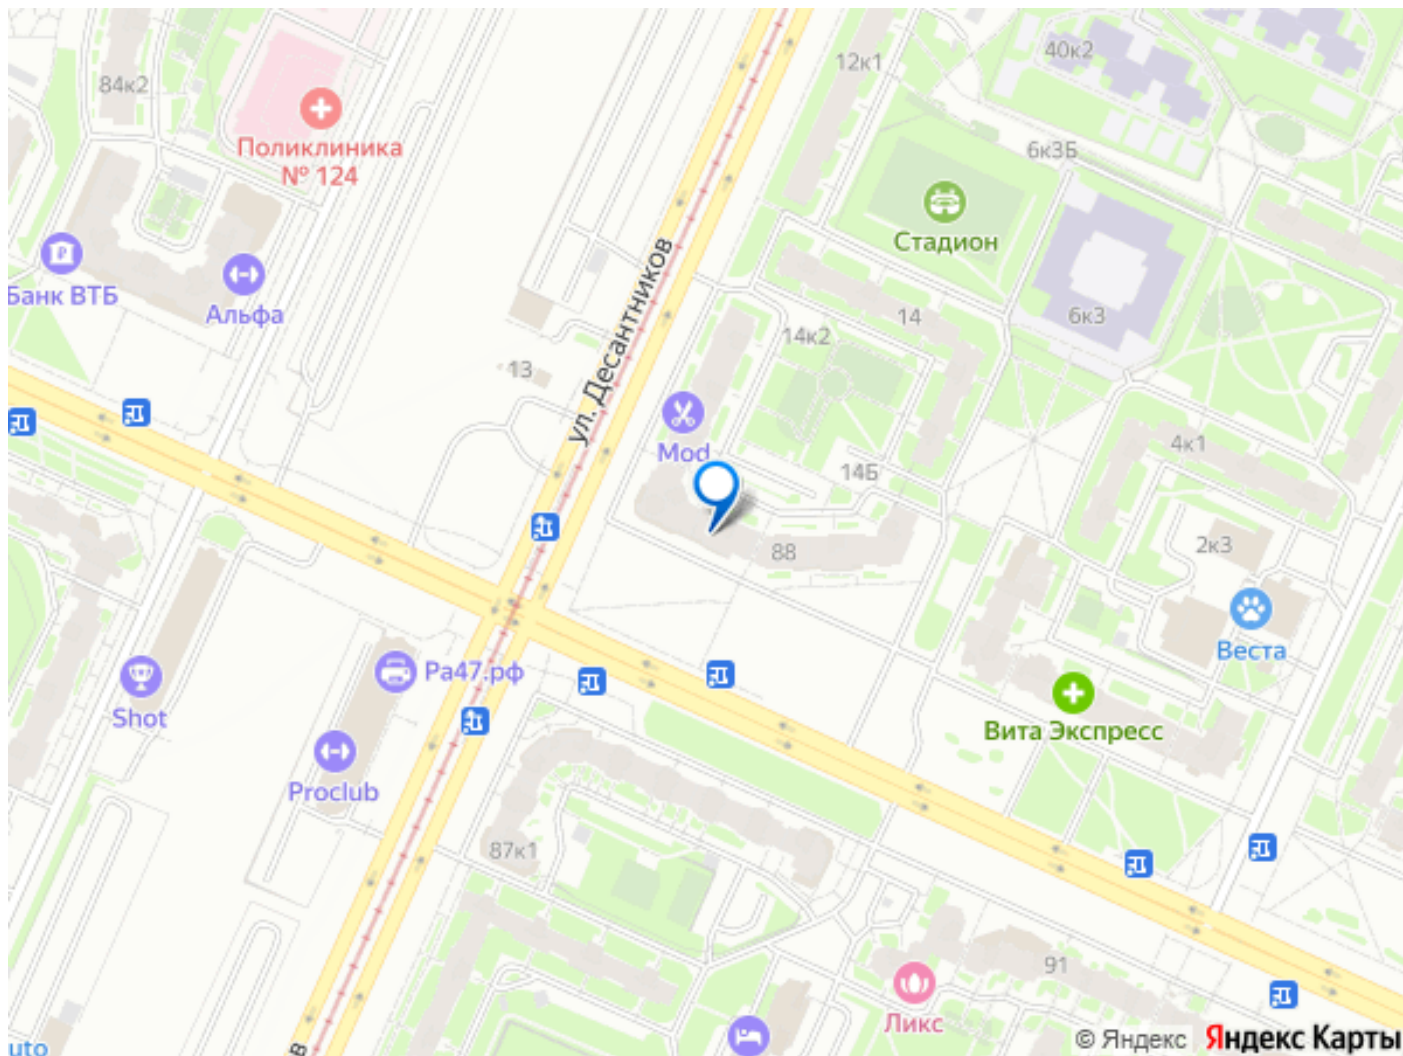 12к1
40к2
84к2
Поликлиника
№ 124
6к3Б
Стадион
ул. Десантников
Банк ВТБ
Альфа
14
6к3
14к2
13
Mod
4к1
14Б
88
2к3
Веста
Ра47.рф
Shot
Вита Экспресс
Proclub
87к1
91
Ликс
в
uto
© Яндекс Яндекс Карты